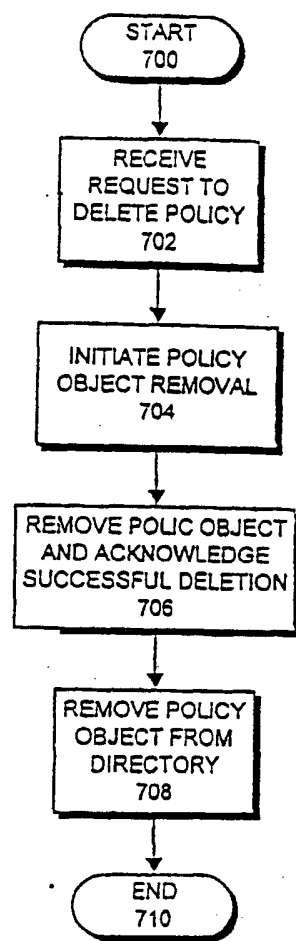 START
700
RECEIVE
REQUEST TO
DELETE POLICY
702
INITIATE POLICY
OBJECT REMOVAL
704
REMOVE POLIC OBJECT
AND ACKNOWLEDGE
SUCCESSFUL DELETION
706
REMOVE POLICY
OBJECT FROM
DIRECTORY
708
END
710